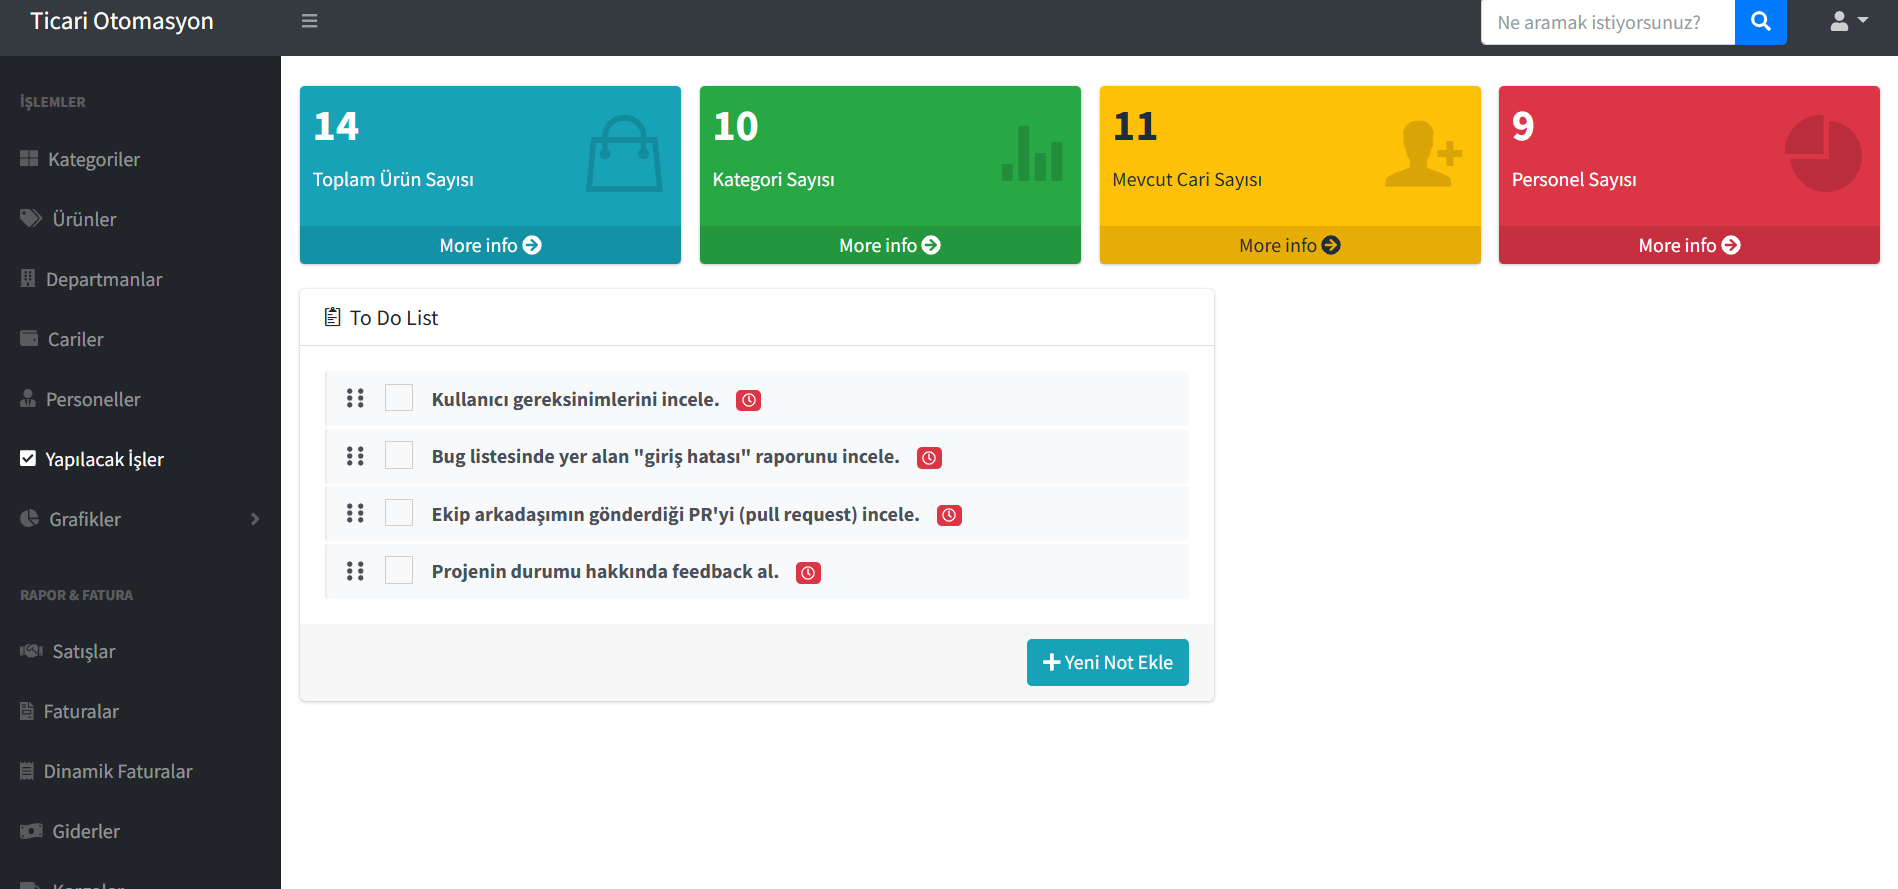 Ticari Otomasyon
Ne aramak istiyorsunuz?
İŞLEMLER
Kategoriler
Ürünler
Departmanlar
Cariler
Personeller
Yapılacak İşler
Grafikler
RAPOR & FATURA
Satışlar
Faturalar
Dinamik Faturalar
Giderler
14
Toplam Ürün Sayısı
More info
10
Kategori Sayısı
More info
11
Mevcut Cari Sayısı
More info
9
Personel Sayısı
More info
To Do List
Kullanıcı gereksinimlerini incele.
Bug listesinde yer alan "giriş hatası" raporunu incele.
Ekip arkadaşımın gönderdiği PR'yi (pull request) incele.
Projenin durumu hakkında feedback al.
Yeni Not Ekle